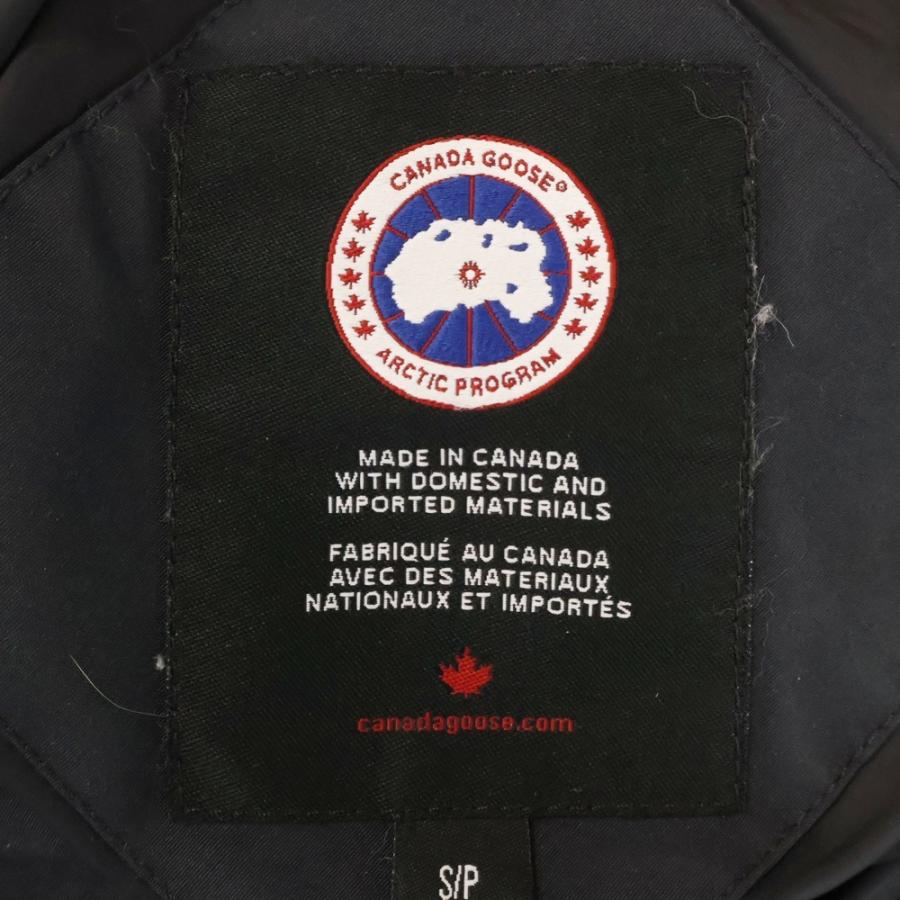 CANADA GOOSE®
ARCTIC PROGRAM
MADE IN CANADA
WITH DOMESTIC AND
IMPORTED MATERIALS
FABRIQUÉ AU CANADA
AVEC DES MATERIAUX
NATIONAUX ET IMPORTÉS
canadagoose.com
S/P